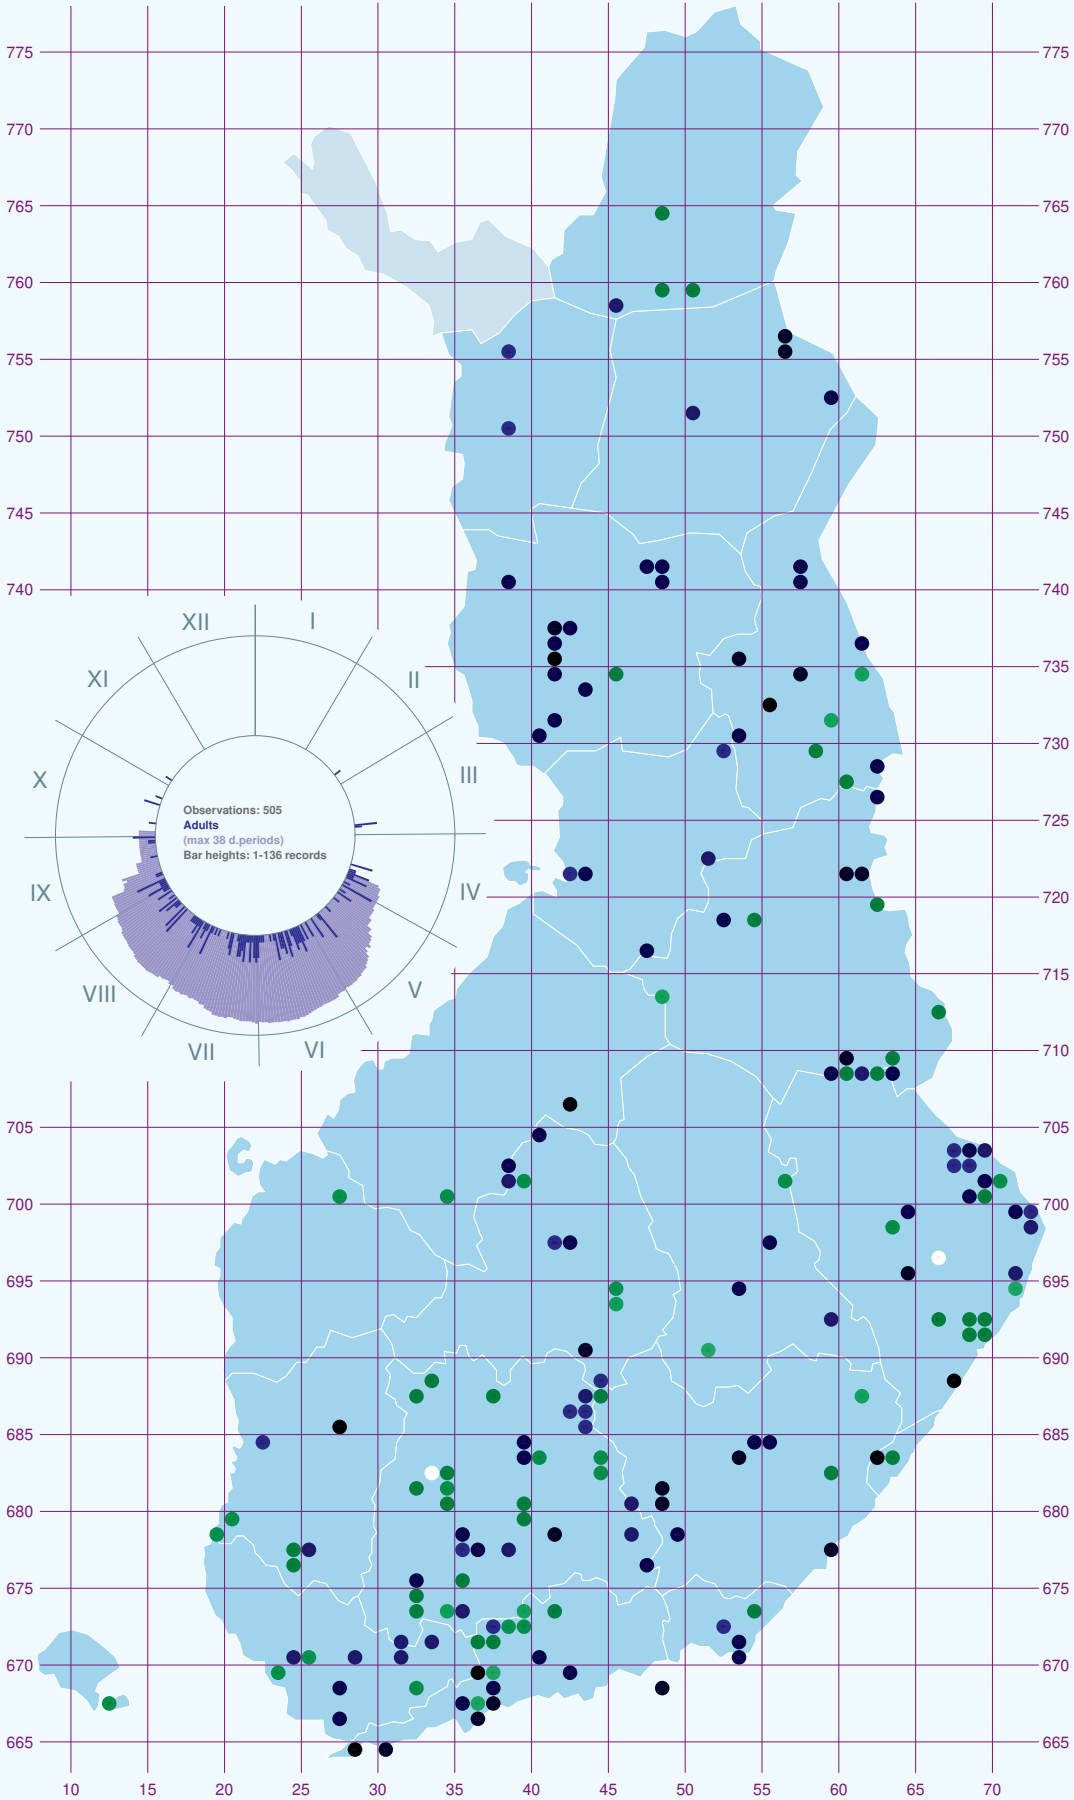 775 775
770 770
765 765
760 760
755 755
750 750
745 745
740 740
XII I
XI II
735
X III
730
Observations: 505
Adults
(max 38 d.periods)
Bar heights: 1-136 records
725
IX IV
720
715
VIII V
VII VI
710
705 705
700 700
695 695
690 690
685 685
680 680
675 675
670 670
665 665
10 15 20 25 30 35 40 45 50 55 60 65 70